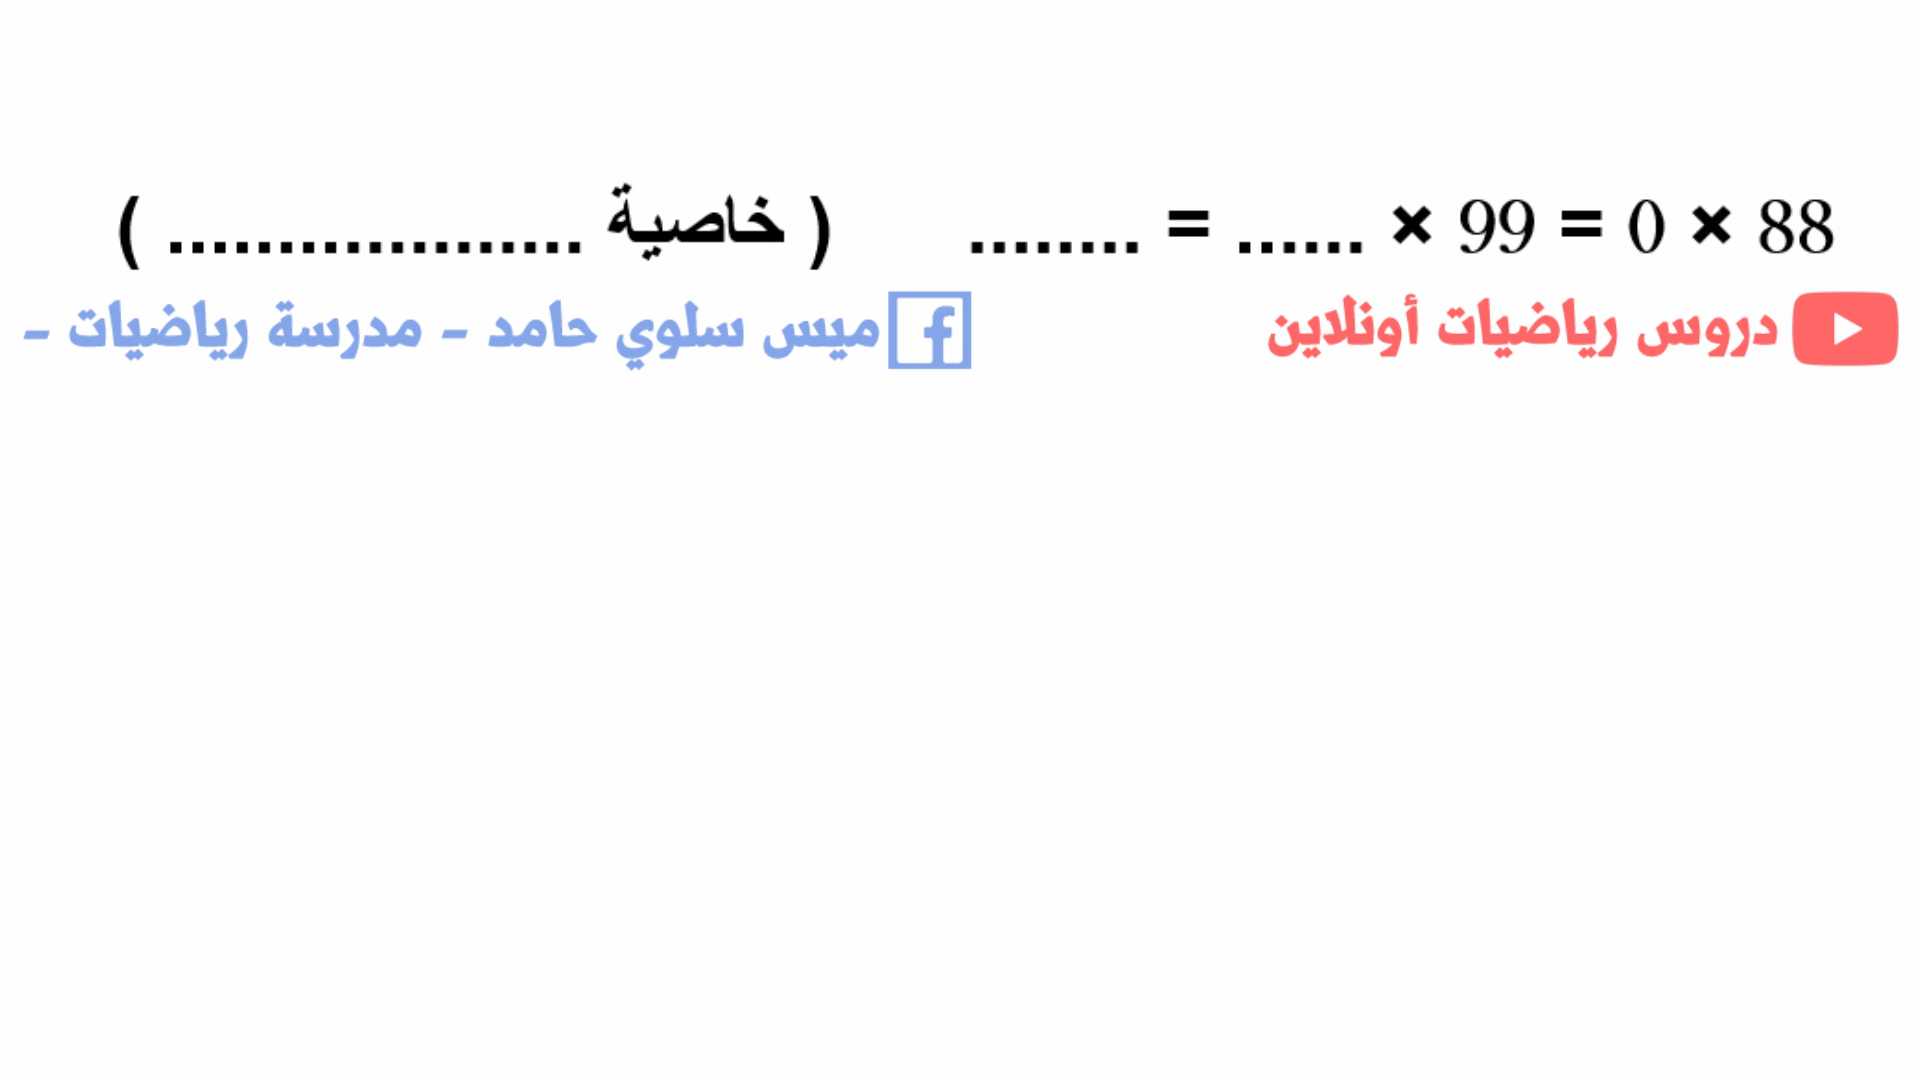 88 × 0 = 99 × ...... = ........ ( خاصية ................... )
دروس رياضيات أونلاين
ميس سلوي حامد - مدرسة رياضيات -